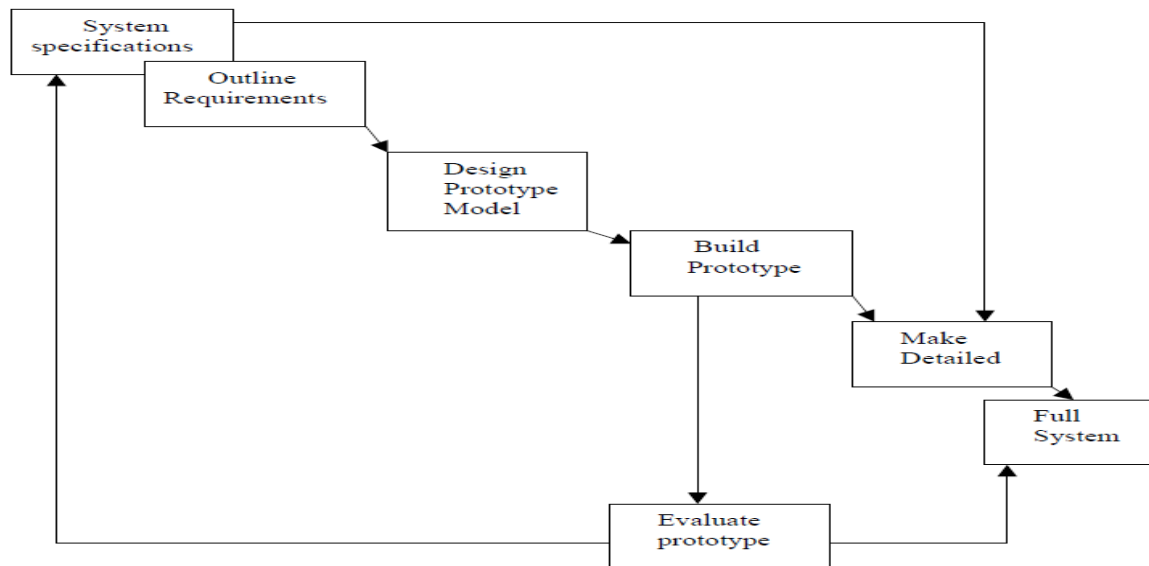 System
specifications
Outline
Requirements
Design
Prototype
Model
Build
Prototype
Make
Detailed
Full
System
Evaluate
prototype